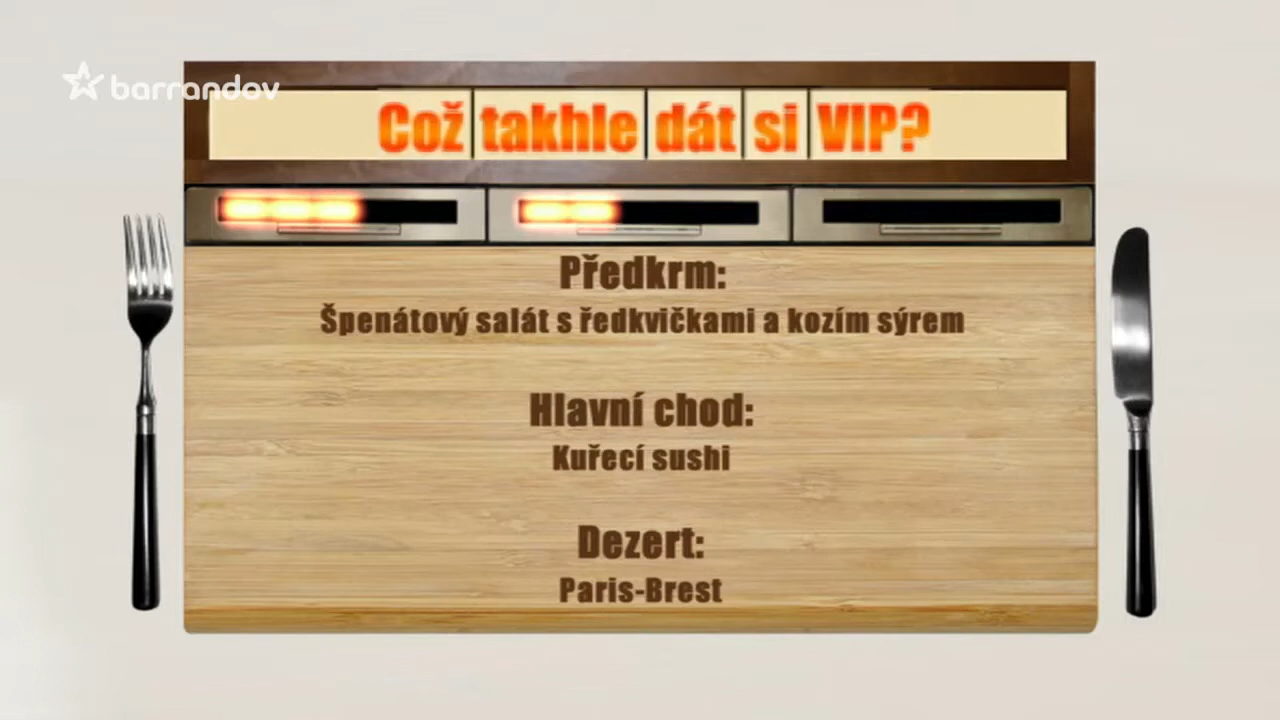 barrandov
Což takhle dát si VIP?
Předkrm:
Špenátový salát s ředkvičkami a kozím sýrem
Hlavní chod:
Kuřecí sushi
Dezert:
Paris-Brest